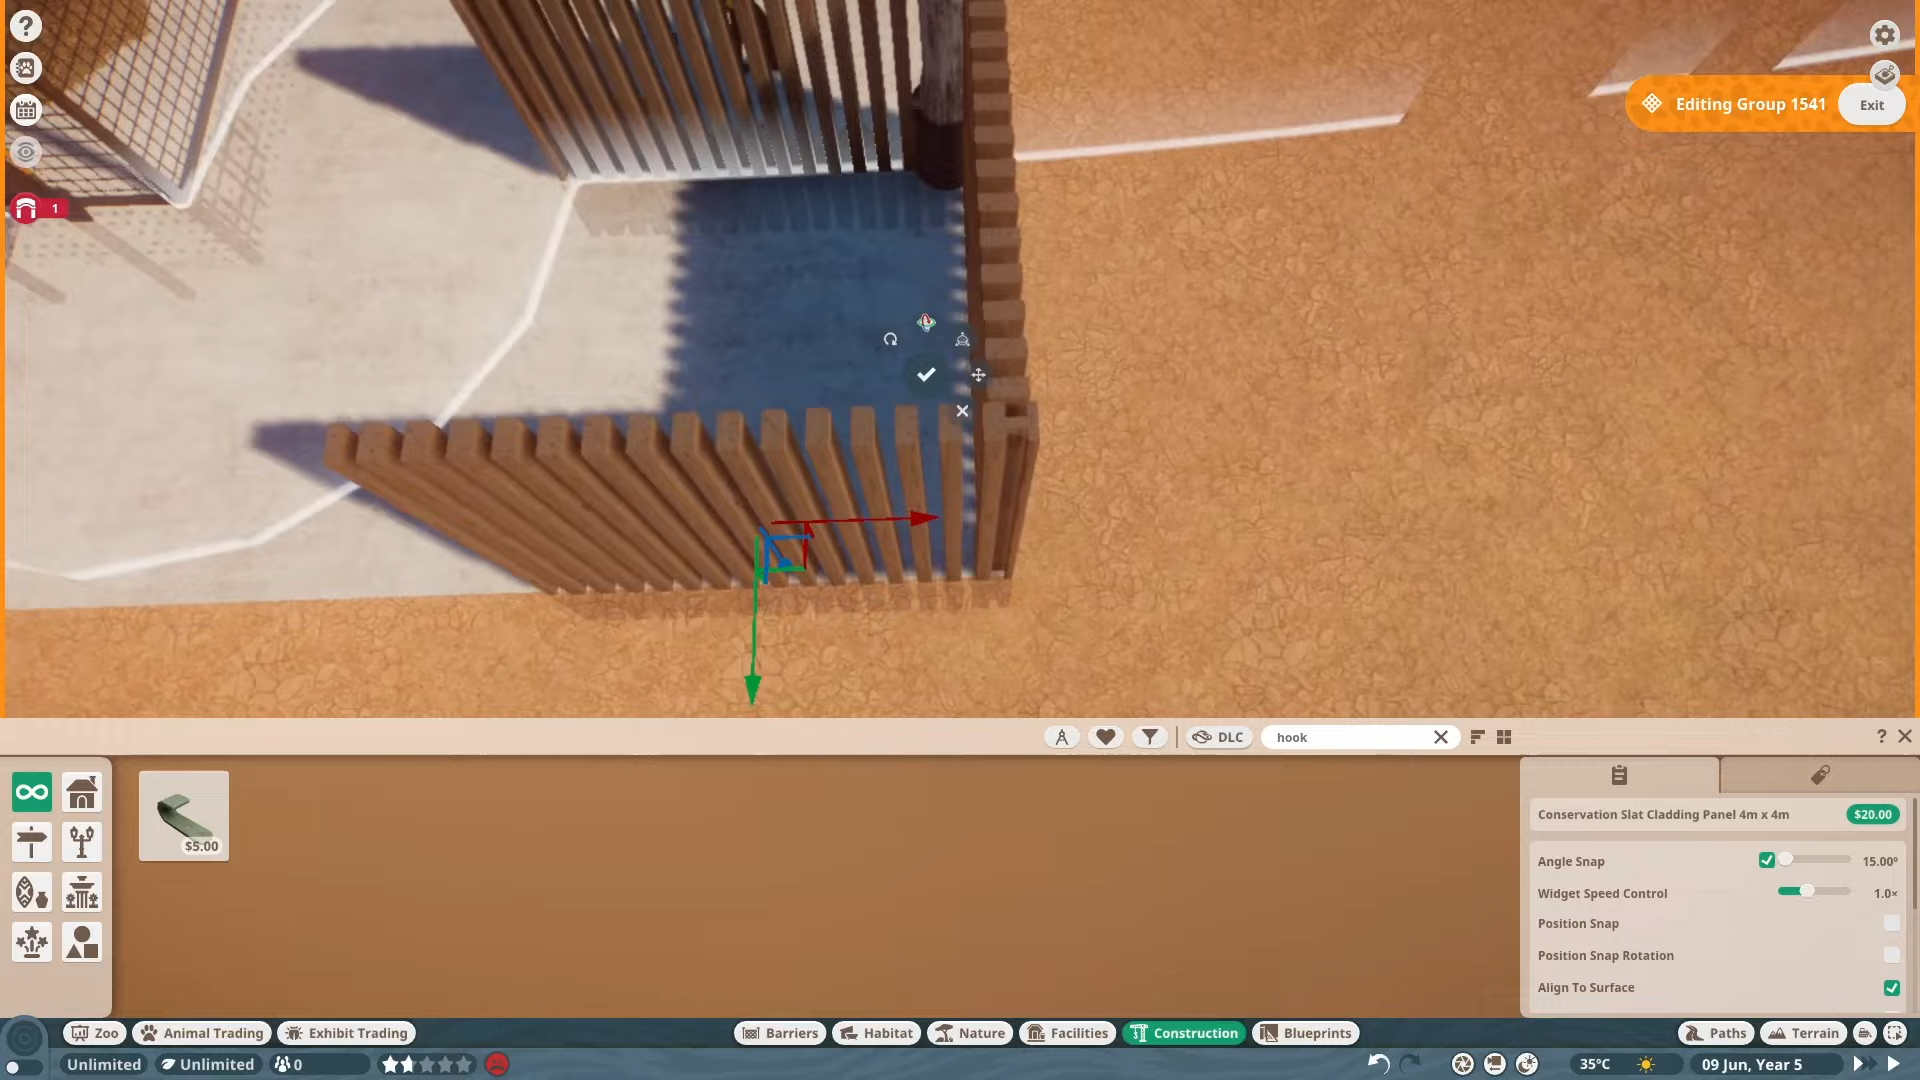 Editing Group 1541
Exit
1
DLC
hook
$5.00
Conservation Slat Cladding Panel 4m x 4m
$20.00
Angle Snap
15.00°
Widget Speed Control
1.0×
Position Snap
Position Snap Rotation
Align To Surface
Zoo
Animal Trading
Exhibit Trading
Barriers
Habitat
Nature
Facilities
Construction
Blueprints
Paths
Terrain
Unlimited
Unlimited
0
35°C
09 Jun, Year 5